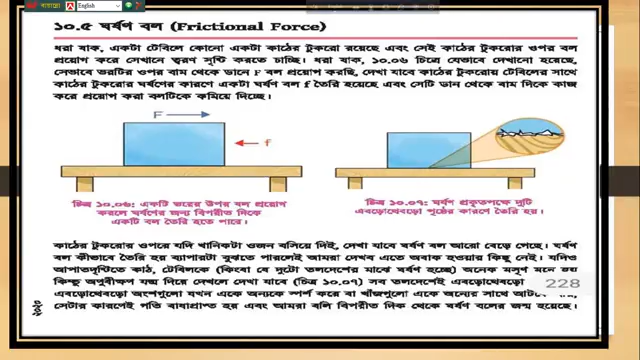 English
১০.৫ ঘর্ষণ বল (Frictional Force)
ধরা যাক, একটা টেবিলে কোনো একটা কাঠের টুকরো রয়েছে এবং সেই কাঠের টুকরোর ওপর বল
প্রয়োগ করে সেখানে ত্বরণ সৃষ্টি করতে চাচ্ছি। ধরা যাক, ১০.০৬ চিত্রে যেভাবে দেখানো হয়েছে,
সেভাবে ভরটির ওপর বাম থেকে ডানে F বল প্রয়োগ করছি, দেখা যাবে কাঠের টুকরোয় টেবিলের সাথে
কাঠের টুকরোর ঘর্ষণের কারণে একটা ঘর্ষণ বল f তৈরি হয়েছে এবং সেটি ডান থেকে বাম দিকে কাজ
করে প্রয়োগ করা বলটিকে কমিয়ে দিচ্ছে।
F
f
চিত্র ১০.০৬: একটি ভরের উপর বল প্রয়োগ
করলে ঘর্ষণের জন্য বিপরীত দিকে
একটি বল তৈরি হতে পারে।
চিত্র ১০.০৭: ঘর্ষণ প্রকৃতপক্ষে দুটি
এবড়োথেবড়ো পৃষ্ঠের কারণে তৈরি হয়।
কাঠের টুকরোর ওপরে যদি খানিকটা ওজন বসিয়ে দিই, দেখা যাবে ঘর্ষণ বল আরো বেড়ে গেছে। ঘর্ষণ
বল কীভাবে তৈরি হয় ব্যাপারটা বুঝতে পারলেই আমরা দেখব এতে অবাক হওয়ার কিছু নেই। যদিও
আপাতদৃষ্টিতে কাঠ, টেবিলকে (কিংবা যে দুটো তলদেশের মাঝে ঘর্ষণ হচ্ছে) অনেক মসৃণ মনে হয়
কিন্তু অণুবীক্ষণ যন্ত্র দিয়ে দেখলে দেখা যাবে (চিত্র ১০.০৭) সব তলদেশেই এবড়োথেবড়ো
এবড়োথেবড়ো অংশগুলো যখন একে অন্যকে স্পর্শ করে বা খাঁজগুলো একে অন্যের সাথে
সেটার কারণেই গতি বাধাপ্রাপ্ত হয় এবং আমরা বলি বিপরীত দিক থেকে ঘর্ষণ বলের জন্ম হয়েছে।
228
২০২৩